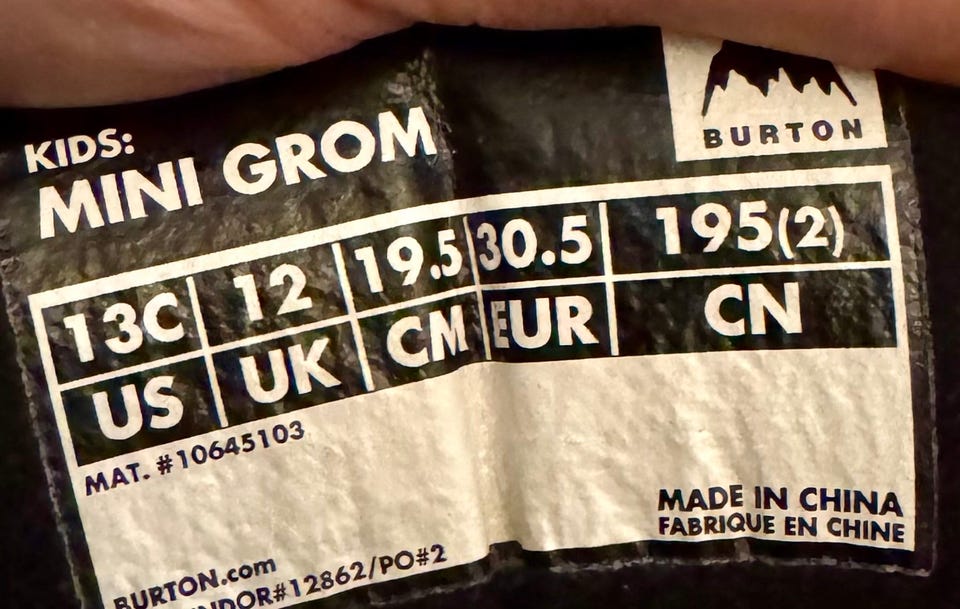 KIDS:
MINI GROM
BURTON
13C 12 19.5 30.5 195(2)
US UK CM EUR CN
MAT. #10645103
MADE IN CHINA
FABRIQUE EN CHINE
BURTON.com
#12862/PO#2